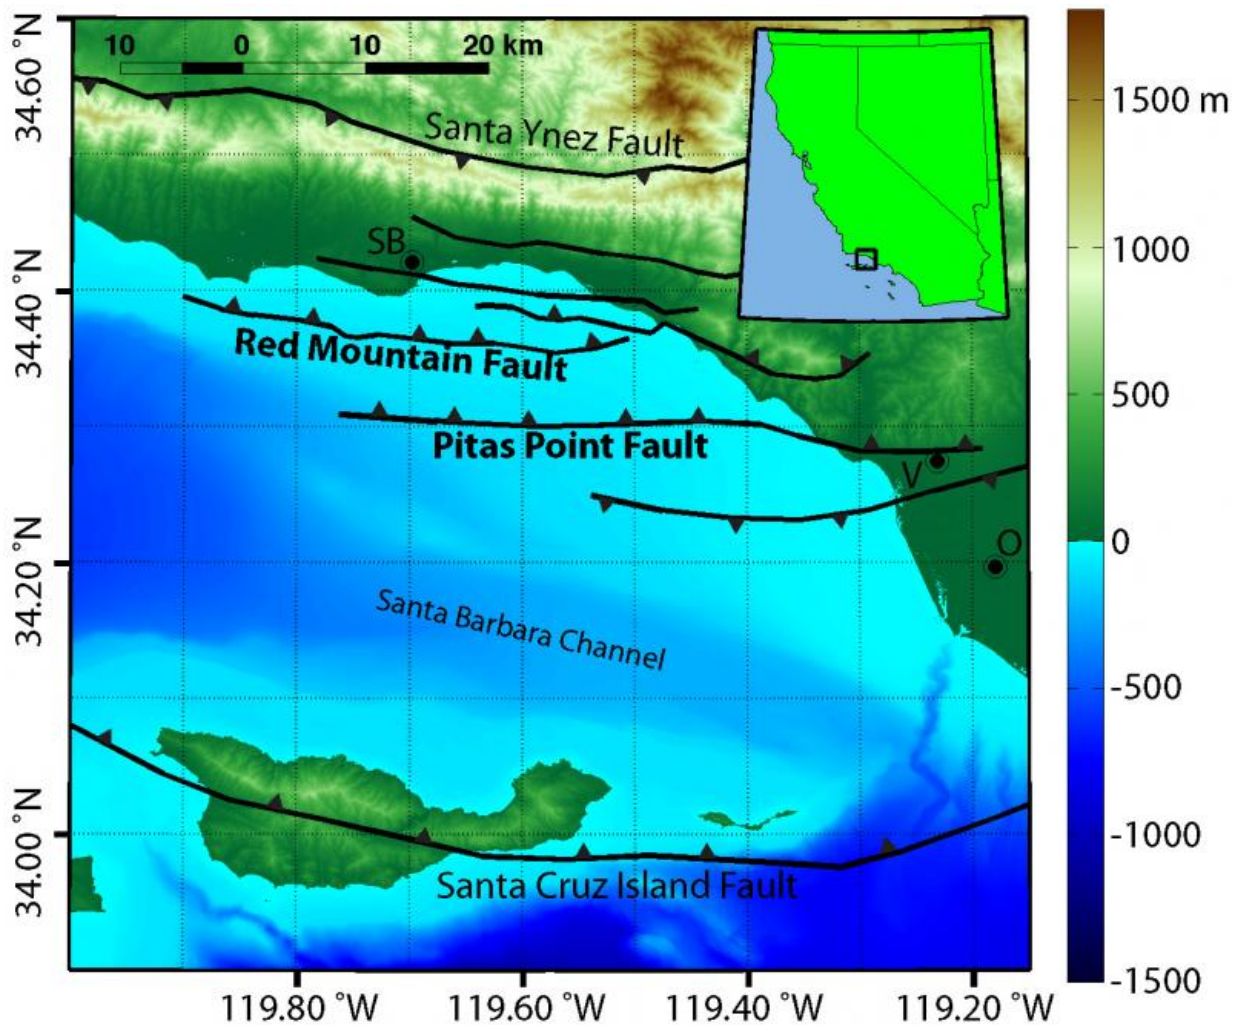 10 0 10 20 km
34.60 °N
34.40 °N
34.20 °N
34.00 °N
Santa Ynez Fault
SB
Red Mountain Fault
Pitas Point Fault
V
O
Santa Barbara Channel
Santa Cruz Island Fault
119.80 °W 119.60 °W 119.40 °W 119.20 °W
1500 m
1000
500
0
-500
-1000
-1500